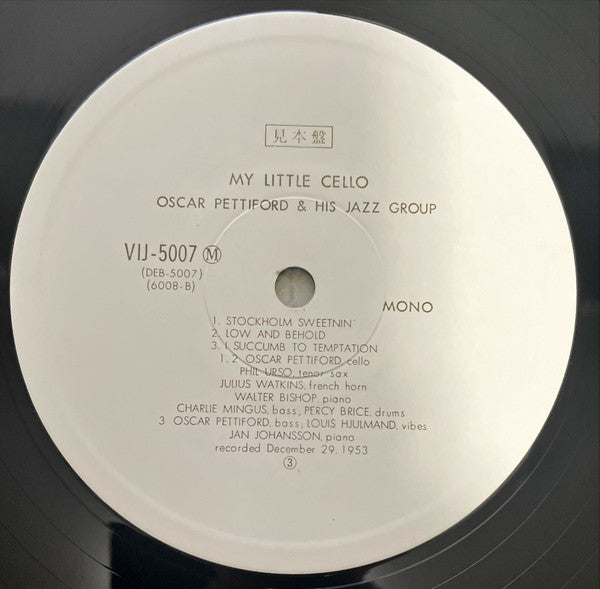 見本盤
MY LITTLE CELLO
OSCAR PETTIFORD & HIS JAZZ GROUP
VIJ-5007 Ⓜ
(DEB-5007)
(6008-B)
MONO
1. STOCKHOLM SWEETNIN'
2. LOW AND BEHOLD
3. I SUCCUMB TO TEMPTATION
1. 2 OSCAR PETTIFORD, cello
PHIL URSO, tenor sax
JULIUS WATKINS, french horn
WALTER BISHOP, piano
CHARLIE MINGUS, bass; PERCY BRICE, drums
3 OSCAR PETTIFORD, bass; LOUIS HJULMAND, vibes
JAN JOHANSSON, piano
recorded December 29, 1953
③